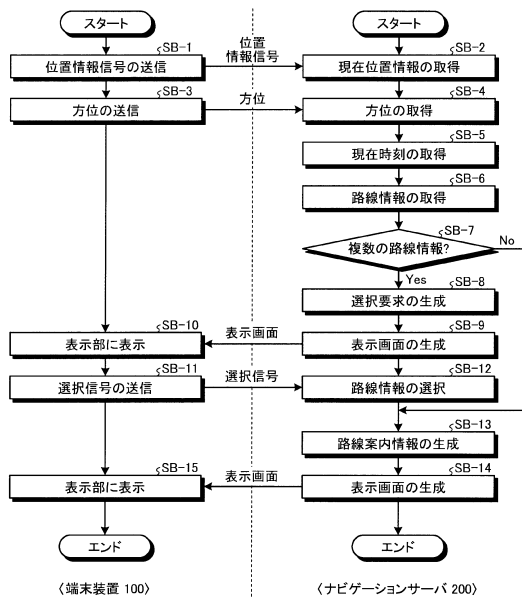 スタート
スタート
SB-1
位置情報信号の送信
位置
情報信号
SB-2
現在位置情報の取得
SB-3
方位の送信
方位
SB-4
方位の取得
SB-5
現在時刻の取得
SB-6
路線情報の取得
SB-7
複数の路線情報?
No
Yes
SB-8
選択要求の生成
SB-10
表示部に表示
表示画面
SB-9
表示画面の生成
SB-11
選択信号の送信
選択信号
SB-12
路線情報の選択
SB-13
路線案内情報の生成
SB-15
表示部に表示
表示画面
SB-14
表示画面の生成
エンド
エンド
〈端末装置 100〉
〈ナビゲーションサーバ 200〉